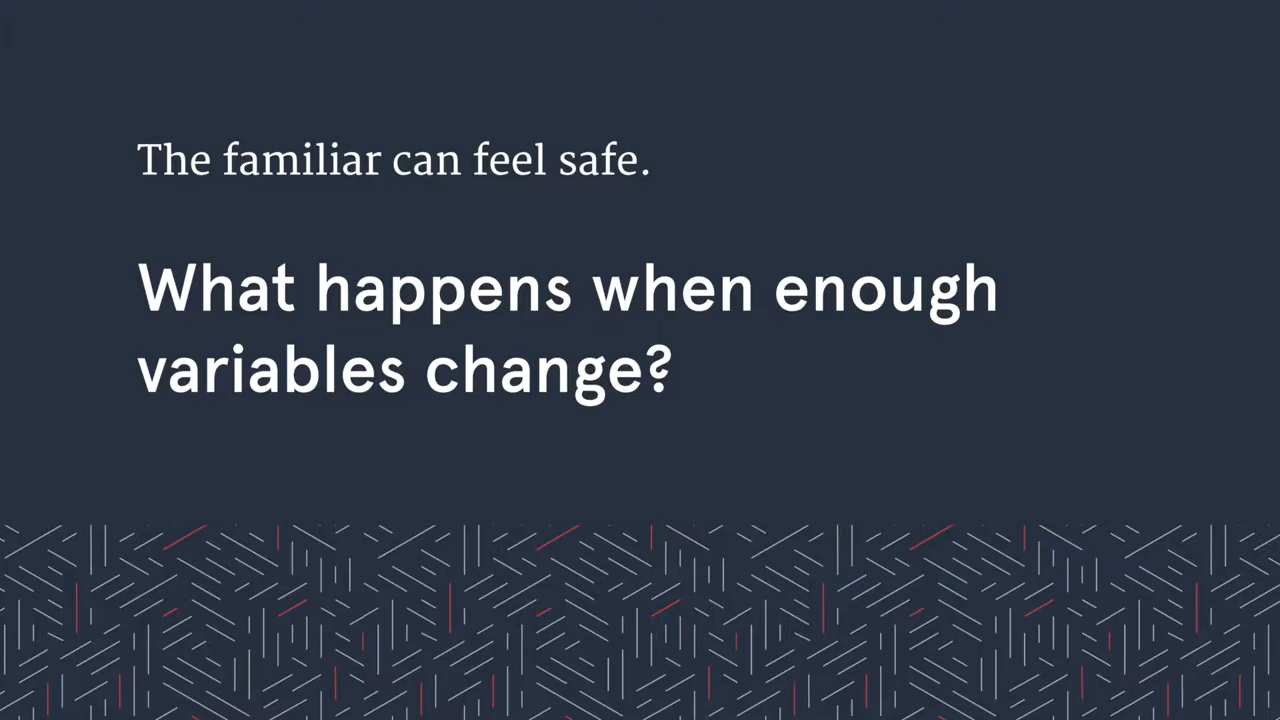 The familiar can feel safe.
What happens when enough
variables change?